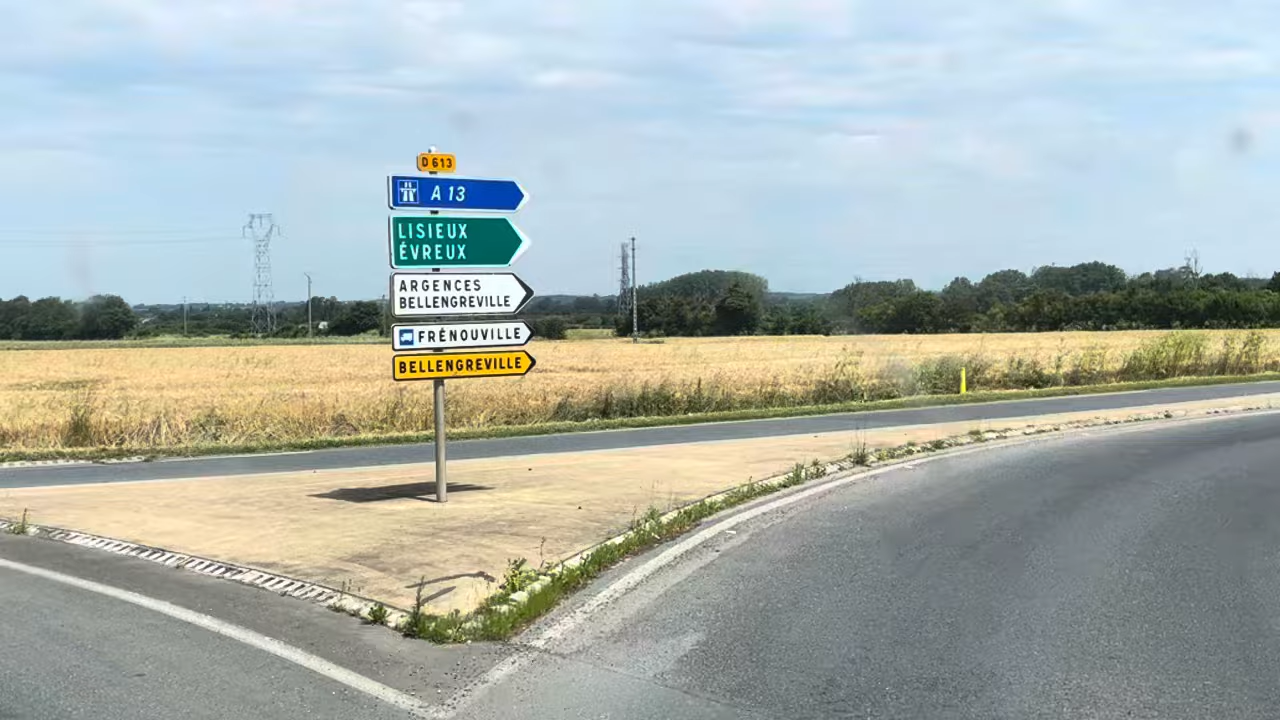 D 613
A 13
LISIEUX
ÉVREUX
ARGENCES
BELLENGREVILLE
FRÉNOUVILLE
BELLENGREVILLE